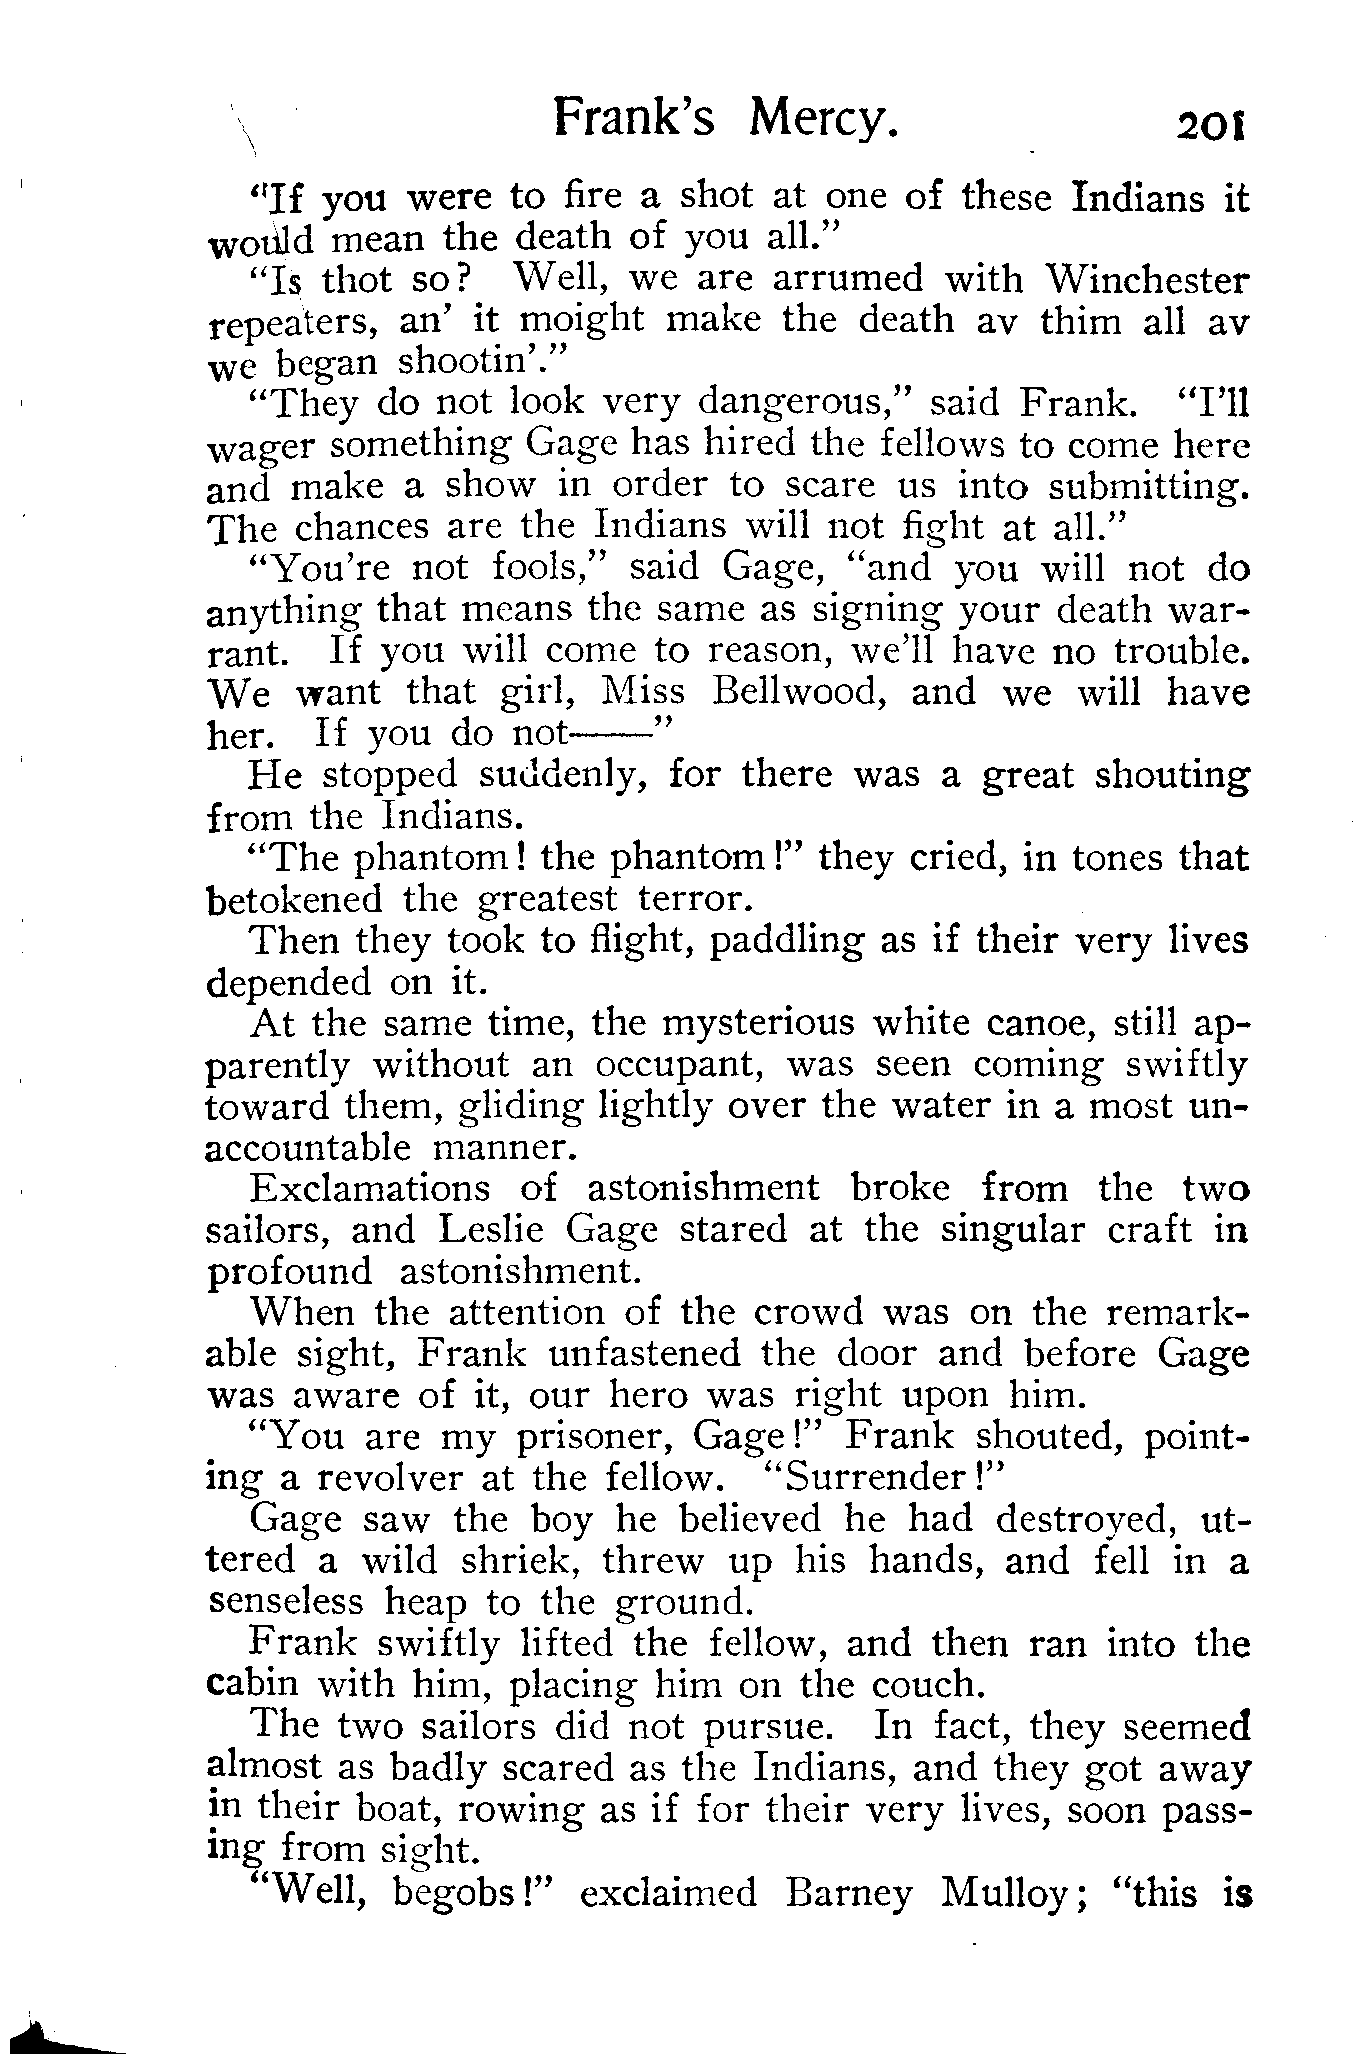 Frank's Mercy. 201
"If you were to fire a shot at one of these Indians it
would mean the death of you all."
"Is thot so? Well, we are arrumed with Winchester
repeaters, an' it moight make the death av thim all av
we began shootin'."
"They do not look very dangerous," said Frank. "I'll
wager something Gage has hired the fellows to come here
and make a show in order to scare us into submitting.
The chances are the Indians will not fight at all."
"You're not fools," said Gage, "and you will not do
anything that means the same as signing your death war-
rant. If you will come to reason, we'll have no trouble.
We want that girl, Miss Bellwood, and we will have
her. If you do not——"
He stopped suddenly, for there was a great shouting
from the Indians.
"The phantom! the phantom!" they cried, in tones that
betokened the greatest terror.
Then they took to flight, paddling as if their very lives
depended on it.
At the same time, the mysterious white canoe, still ap-
parently without an occupant, was seen coming swiftly
toward them, gliding lightly over the water in a most un-
accountable manner.
Exclamations of astonishment broke from the two
sailors, and Leslie Gage stared at the singular craft in
profound astonishment.
When the attention of the crowd was on the remark-
able sight, Frank unfastened the door and before Gage
was aware of it, our hero was right upon him.
"You are my prisoner, Gage!" Frank shouted, point-
ing a revolver at the fellow. "Surrender!"
Gage saw the boy he believed he had destroyed, ut-
tered a wild shriek, threw up his hands, and fell in a
senseless heap to the ground.
Frank swiftly lifted the fellow, and then ran into the
cabin with him, placing him on the couch.
The two sailors did not pursue. In fact, they seemed
almost as badly scared as the Indians, and they got away
in their boat, rowing as if for their very lives, soon pass-
ing from sight.
"Well, begobs!" exclaimed Barney Mulloy; "this is